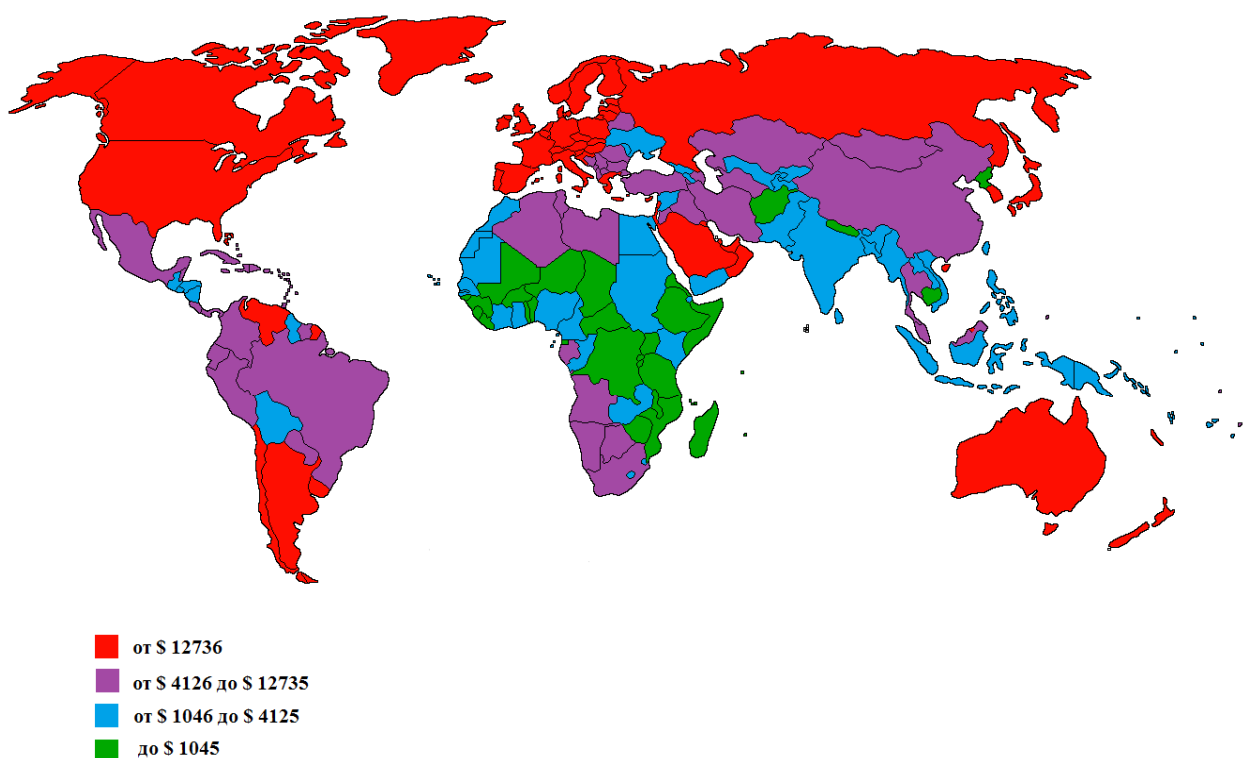 от $ 12736
от $ 4126 до $ 12735
от $ 1046 до $ 4125
до $ 1045